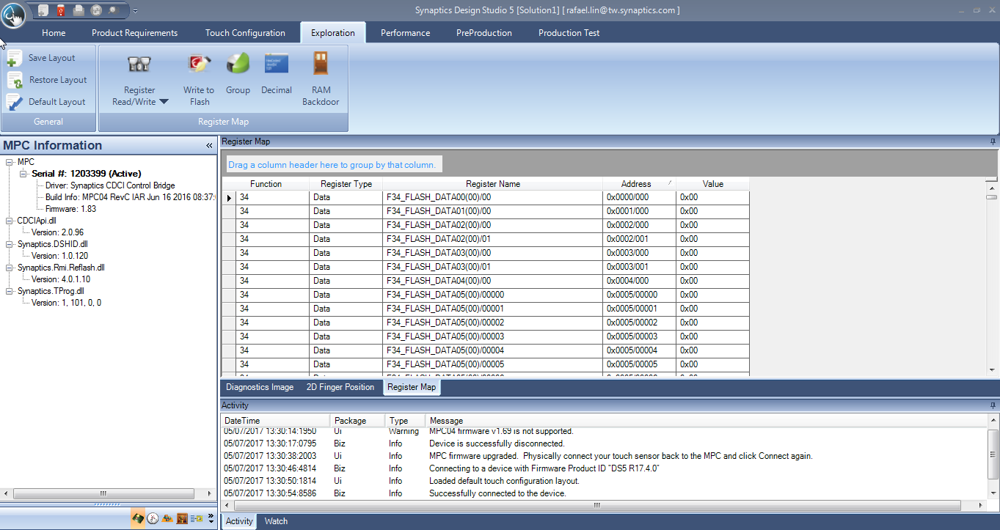 Synaptics Design Studio 5 [Solution1] [ rafael.lin@tw.synaptics.com ]
Home Product Requirements Touch Configuration Exploration Performance PreProduction Production Test
Save Layout
Restore Layout
Default Layout
General
Register
Read/Write
Write to
Flash
Group
Decimal
RAM
Backdoor
Register Map
MPC Information
MPC
Serial #: 1203399 (Active)
Driver: Synaptics CDCI Control Bridge
Build Info: MPC04 RevC IAR Jun 16 2016 08:37:
Firmware: 1.83
CDCIApi.dll
Version: 2.0.96
Synaptics.DSHID.dll
Version: 1.0.120
Synaptics.Rmi.Reflash.dll
Version: 4.0.1.10
Synaptics.TProg.dll
Version: 1, 101, 0, 0
Register Map
Drag a column header here to group by that column.
Function Register Type Register Name Address Value
34 Data F34_FLASH_DATA00(00)/00 0x0000/000 0x00
34 Data F34_FLASH_DATA01(00)/00 0x0001/000 0x00
34 Data F34_FLASH_DATA02(00)/00 0x0002/000 0x00
34 Data F34_FLASH_DATA02(00)/01 0x0002/001 0x00
34 Data F34_FLASH_DATA03(00)/00 0x0003/000 0x00
34 Data F34_FLASH_DATA03(00)/01 0x0003/001 0x00
34 Data F34_FLASH_DATA04(00)/00 0x0004/000 0x00
34 Data F34_FLASH_DATA05(00)/00000 0x0005/00000 0x00
34 Data F34_FLASH_DATA05(00)/00001 0x0005/00001 0x00
34 Data F34_FLASH_DATA05(00)/00002 0x0005/00002 0x00
34 Data F34_FLASH_DATA05(00)/00003 0x0005/00003 0x00
34 Data F34_FLASH_DATA05(00)/00004 0x0005/00004 0x00
34 Data F34_FLASH_DATA05(00)/00005 0x0005/00005 0x00
Diagnostics Image 2D Finger Position Register Map
Activity
DateTime Package Type Message
05/07/2017 13:30:14:1950 Ui Warning MPC04 firmware v1.69 is not supported.
05/07/2017 13:30:17:0795 Biz Info Device is successfully disconnected.
05/07/2017 13:30:38:2003 Ui Info MPC firmware upgraded. Physically connect your touch sensor back to the MPC and click Connect again.
05/07/2017 13:30:46:4814 Biz Info Connecting to a device with Firmware Product ID "DS5 R17.4.0"
05/07/2017 13:30:50:1814 Ui Info Loaded default touch configuration layout.
05/07/2017 13:30:54:8586 Biz Info Successfully connected to the device.
Activity Watch